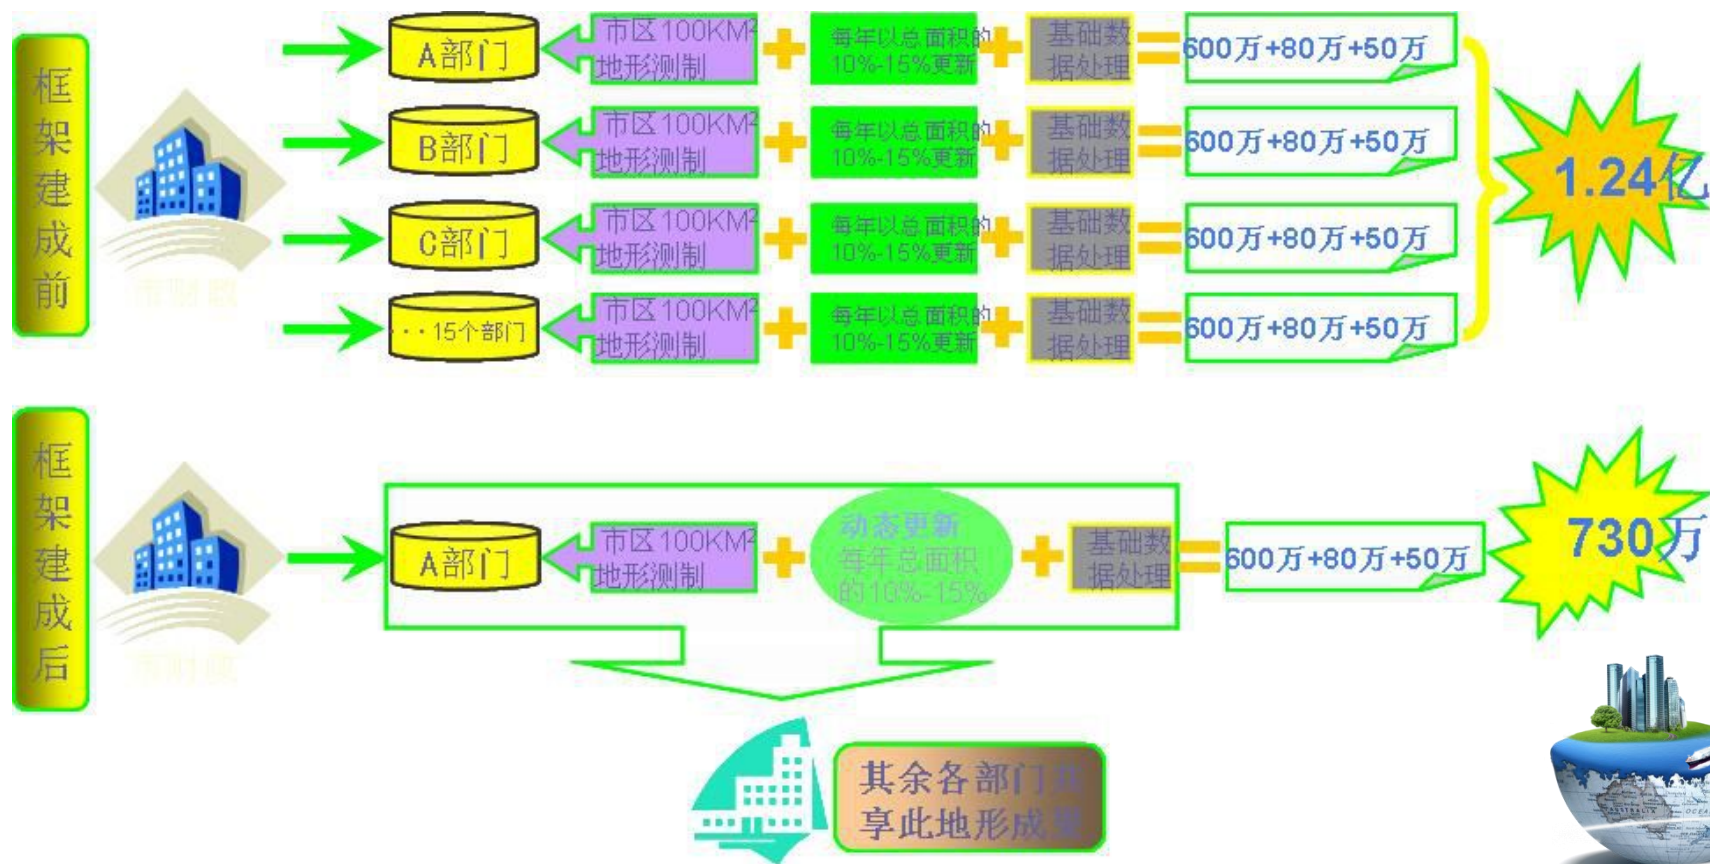 框架建成前
A部门
市区100KM²
地形测制
每年以总面积的
10%-15%更新
基础数
据处理
600万+80万+50万
B部门
市区100KM²
地形测制
每年以总面积的
10%-15%更新
基础数
据处理
600万+80万+50万
C部门
市区100KM²
地形测制
每年以总面积的
10%-15%更新
基础数
据处理
600万+80万+50万
···15个部门
市区100KM²
地形测制
每年以总面积的
10%-15%更新
基础数
据处理
600万+80万+50万
1.24亿
市财政
框架建成后
A部门
市区100KM²
地形测制
动态更新
每年总面积
的10%-15%
基础数
据处理
600万+80万+50万
730万
市财政
其余各部门共
享此地形成果
AUSTRALIA